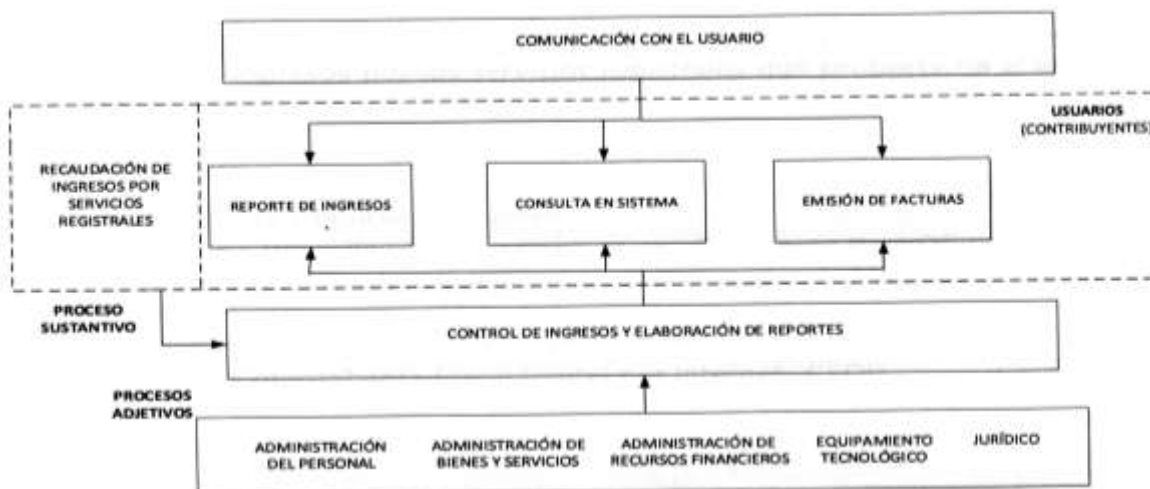 COMUNICACIÓN CON EL USUARIO
USUARIOS
(CONTRIBUYENTES)
RECAUDACIÓN DE
INGRESOS POR
SERVICIOS
REGISTRALES
REPORTE DE INGRESOS
CONSULTA EN SISTEMA
EMISIÓN DE FACTURAS
PROCESO
SUSTANTIVO
CONTROL DE INGRESOS Y ELABORACIÓN DE REPORTES
PROCESOS
ADJETIVOS
ADMINISTRACIÓN
DEL PERSONAL
ADMINISTRACIÓN DE
BIENES Y SERVICIOS
ADMINISTRACIÓN DE
RECURSOS FINANCIEROS
EQUIPAMIENTO
TECNOLÓGICO
JURÍDICO